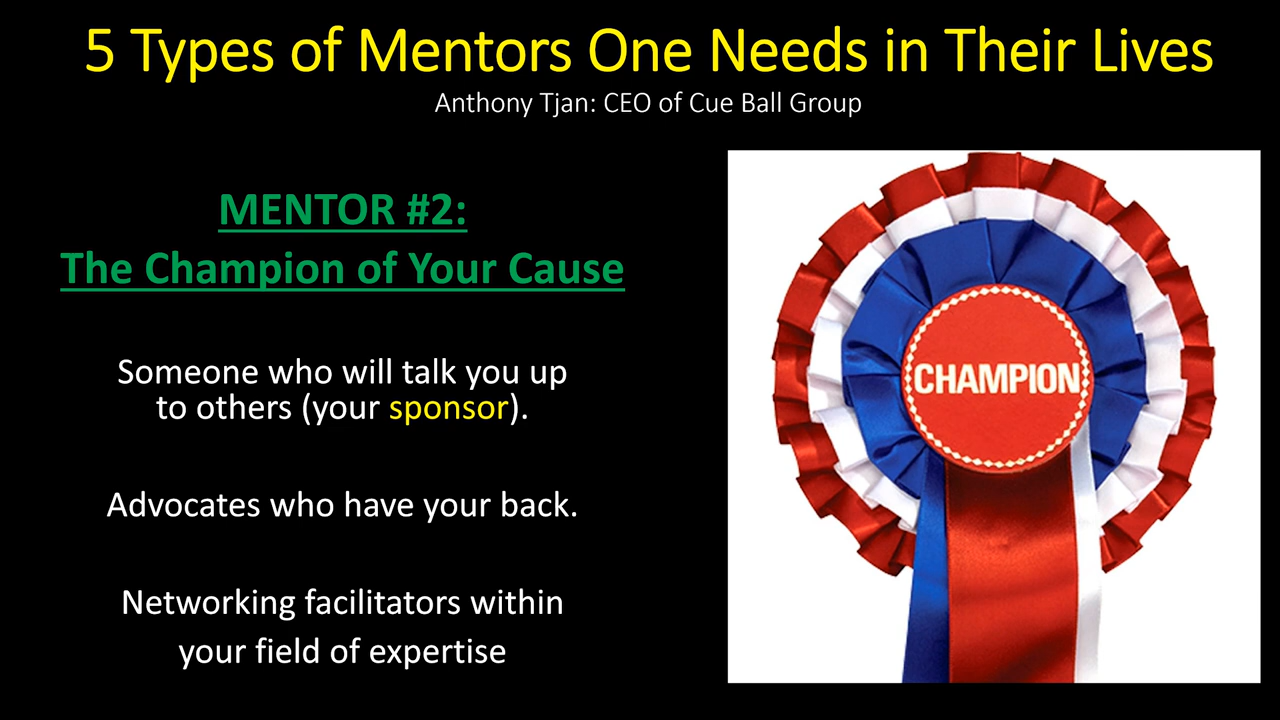 5 Types of Mentors One Needs in Their Lives
Anthony Tjan: CEO of Cue Ball Group
MENTOR #2:
The Champion of Your Cause
Someone who will talk you up
to others (your sponsor).
Advocates who have your back.
Networking facilitators within
your field of expertise
CHAMPION